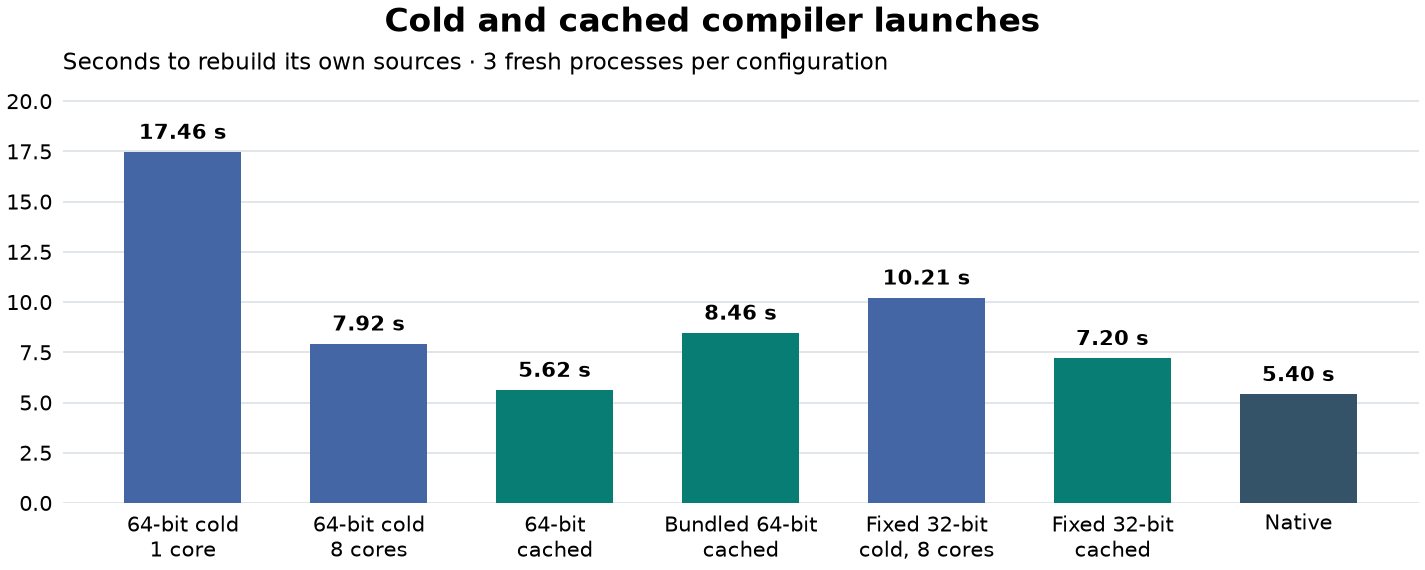 Cold and cached compiler launches
Seconds to rebuild its own sources · 3 fresh processes per configuration
20.0
17.5
15.0
12.5
10.0
7.5
5.0
2.5
0.0
17.46 s
7.92 s
5.62 s
8.46 s
10.21 s
7.20 s
5.40 s
64-bit cold
1 core
64-bit cold
8 cores
64-bit
cached
Bundled 64-bit
cached
Fixed 32-bit
cold, 8 cores
Fixed 32-bit
cached
Native